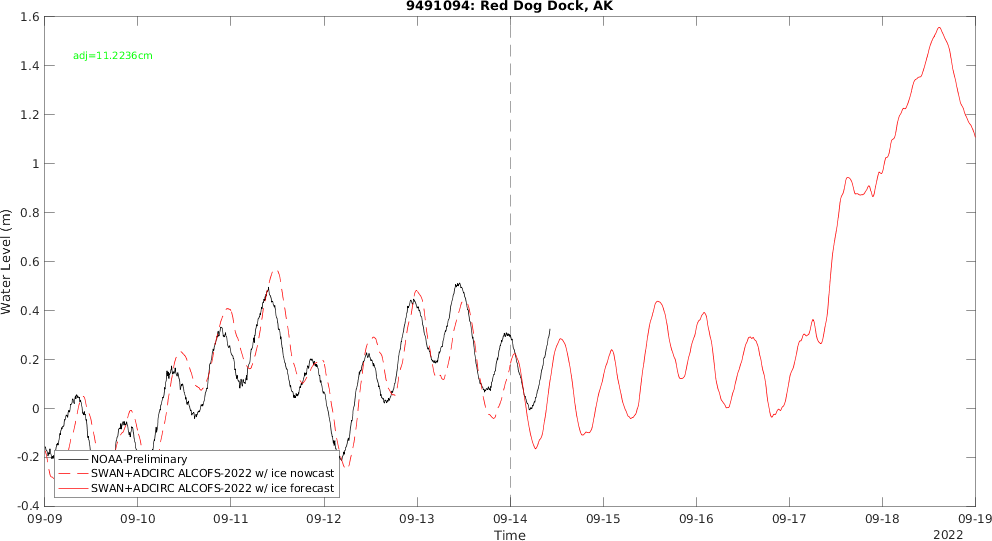 9491094: Red Dog Dock, AK
adj=11.2236cm
Water Level (m)
1.6
1.4
1.2
1
0.8
0.6
0.4
0.2
0
-0.2
-0.4
NOAA-Preliminary
SWAN+ADCIRC ALCOFS-2022 w/ ice nowcast
SWAN+ADCIRC ALCOFS-2022 w/ ice forecast
09-09 09-10 09-11 09-12 09-13 09-14 09-15 09-16 09-17 09-18 09-19
Time
2022